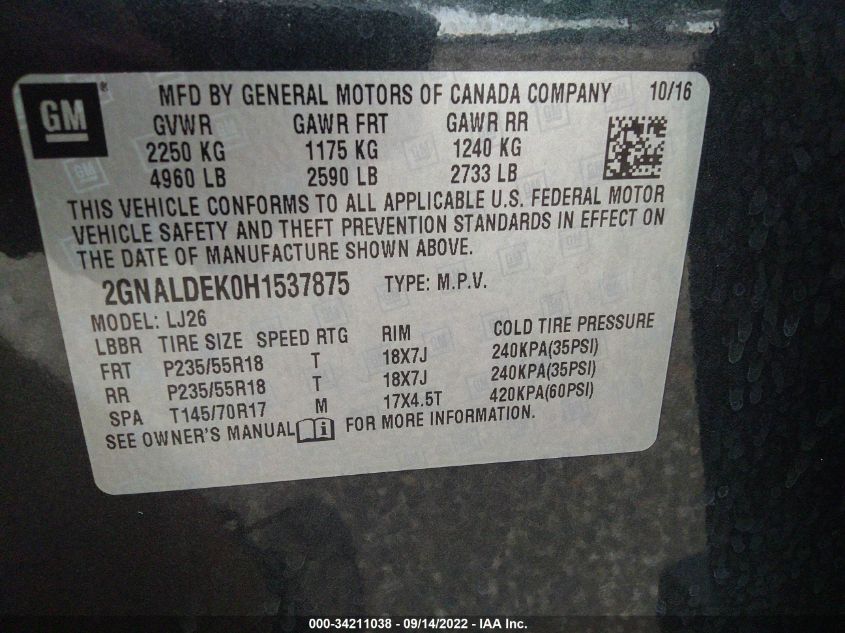 GM ®
MFD BY GENERAL MOTORS OF CANADA COMPANY 10/16
GVWR GAWR FRT GAWR RR
2250 KG 1175 KG 1240 KG
4960 LB 2590 LB 2733 LB
THIS VEHICLE CONFORMS TO ALL APPLICABLE U.S. FEDERAL MOTOR
VEHICLE SAFETY AND THEFT PREVENTION STANDARDS IN EFFECT ON
THE DATE OF MANUFACTURE SHOWN ABOVE.
2GNALDEK0H1537875 TYPE: M.P.V.
MODEL: LJ26
LBBR TIRE SIZE SPEED RTG RIM COLD TIRE PRESSURE
FRT P235/55R18 T 18X7J 240KPA(35PSI)
RR P235/55R18 T 18X7J 240KPA(35PSI)
SPA T145/70R17 M 17X4.5T 420KPA(60PSI)
SEE OWNER'S MANUAL i FOR MORE INFORMATION.
000-34211038 - 09/14/2022 - IAA Inc.